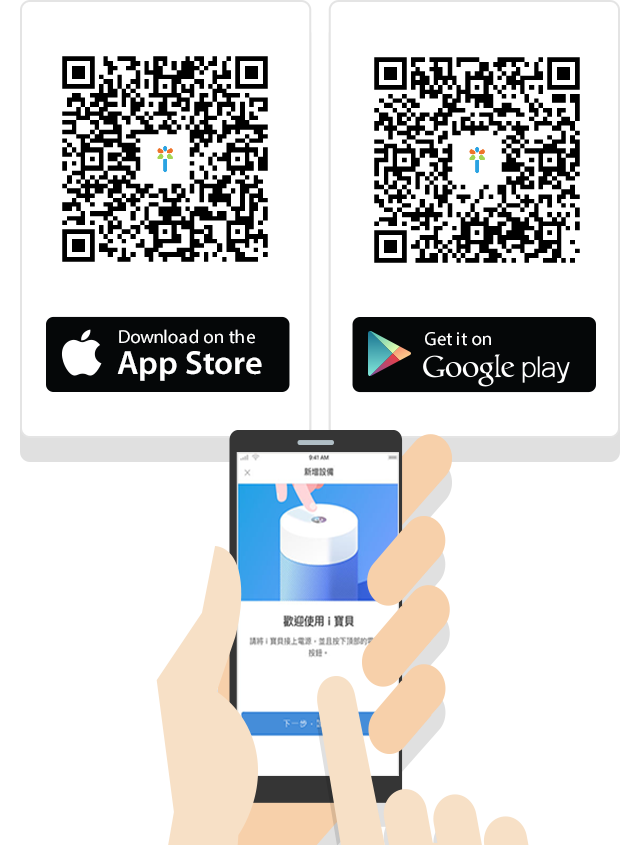 Download on the
App Store
Get it on
Google play
9:41 AM
新增設備
歡迎使用 i 寶貝
請將 i 寶貝接上電源，並且按下頂部的電
按鈕。
下一步，